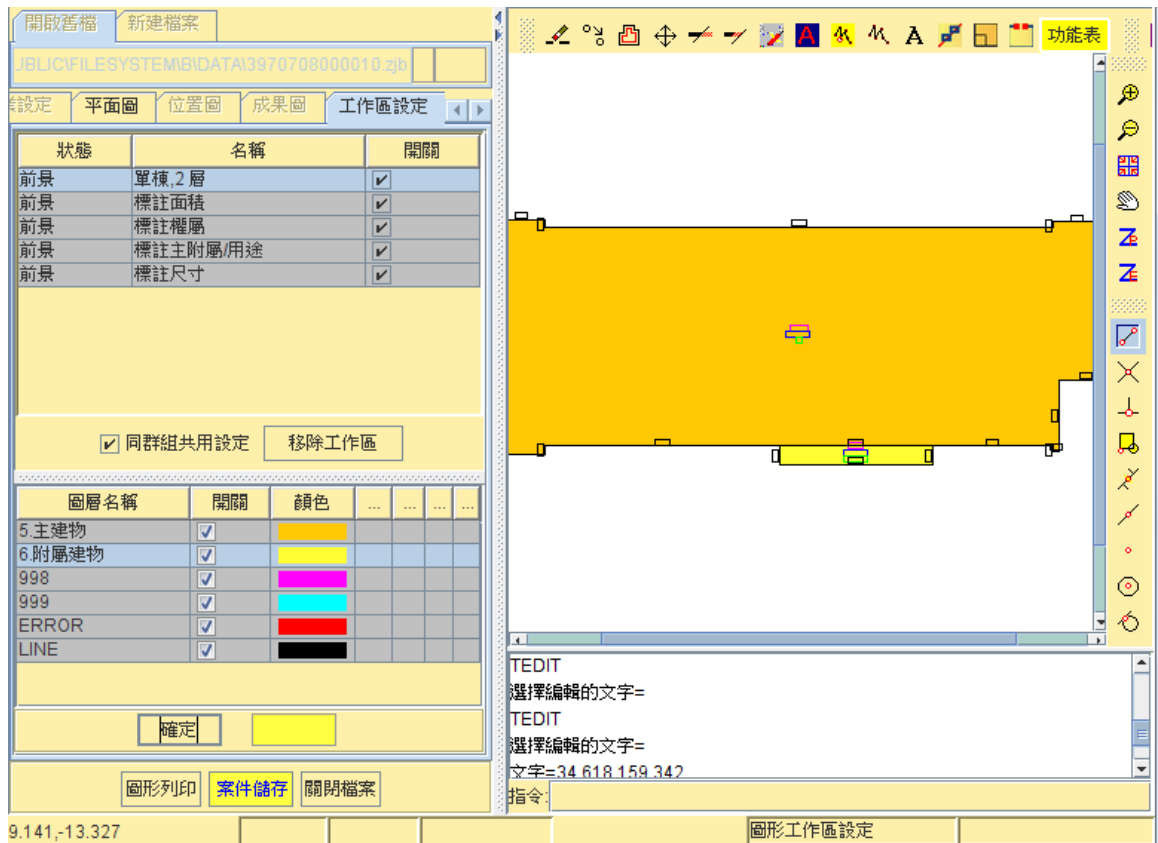 開啟舊檔 新建檔案
JBLIC\FILESYSTEM\B\DATA\3970708000010.zjb
設定 平面圖 位置圖 成果圖 工作區設定
狀態 名稱 開關
前景 單棟,2 層
前景 標註面積
前景 標註權屬
前景 標註主附屬/用途
前景 標註尺寸
同群組共用設定 移除工作區
圖層名稱 開關 顏色 ... ... ... ...
5.主建物
6.附屬建物
998
999
ERROR
LINE
確定
圖形列印 案件儲存 關閉檔案
9.141,-13.327
A A 功能表
TEDIT
選擇編輯的文字=
TEDIT
選擇編輯的文字=
文字=34.618,159.342
指令:
圖形工作區設定